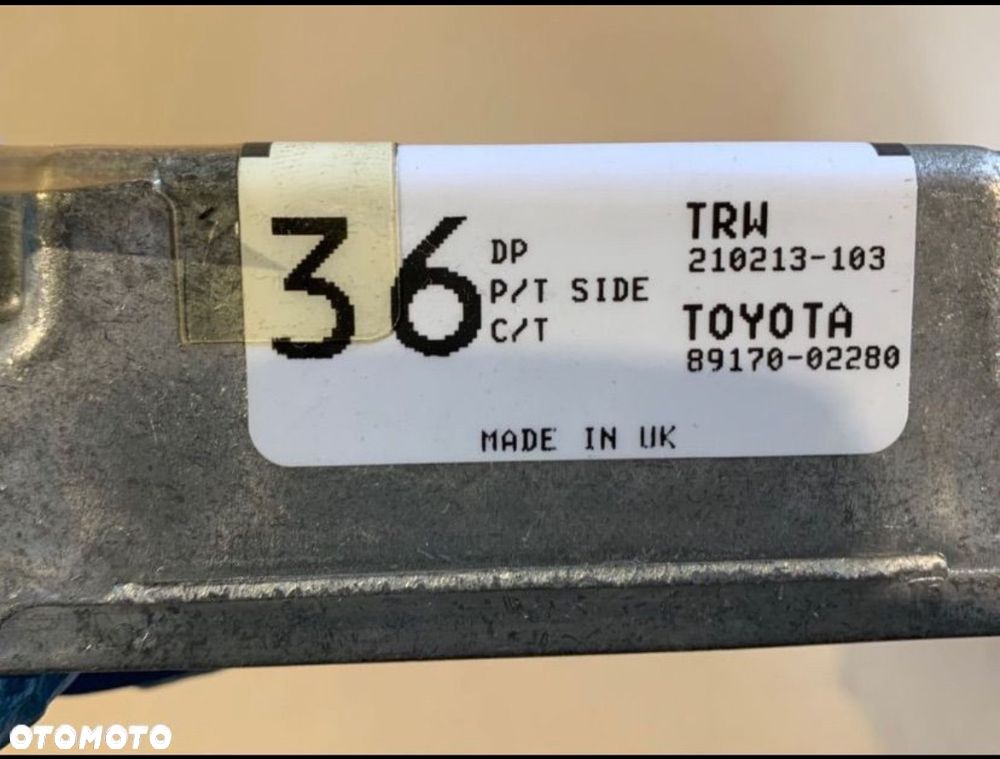 36
DP
P/T SIDE
C/T
TRW
210213-103
TOYOTA
89170-02280
MADE IN UK
OTOMOTO